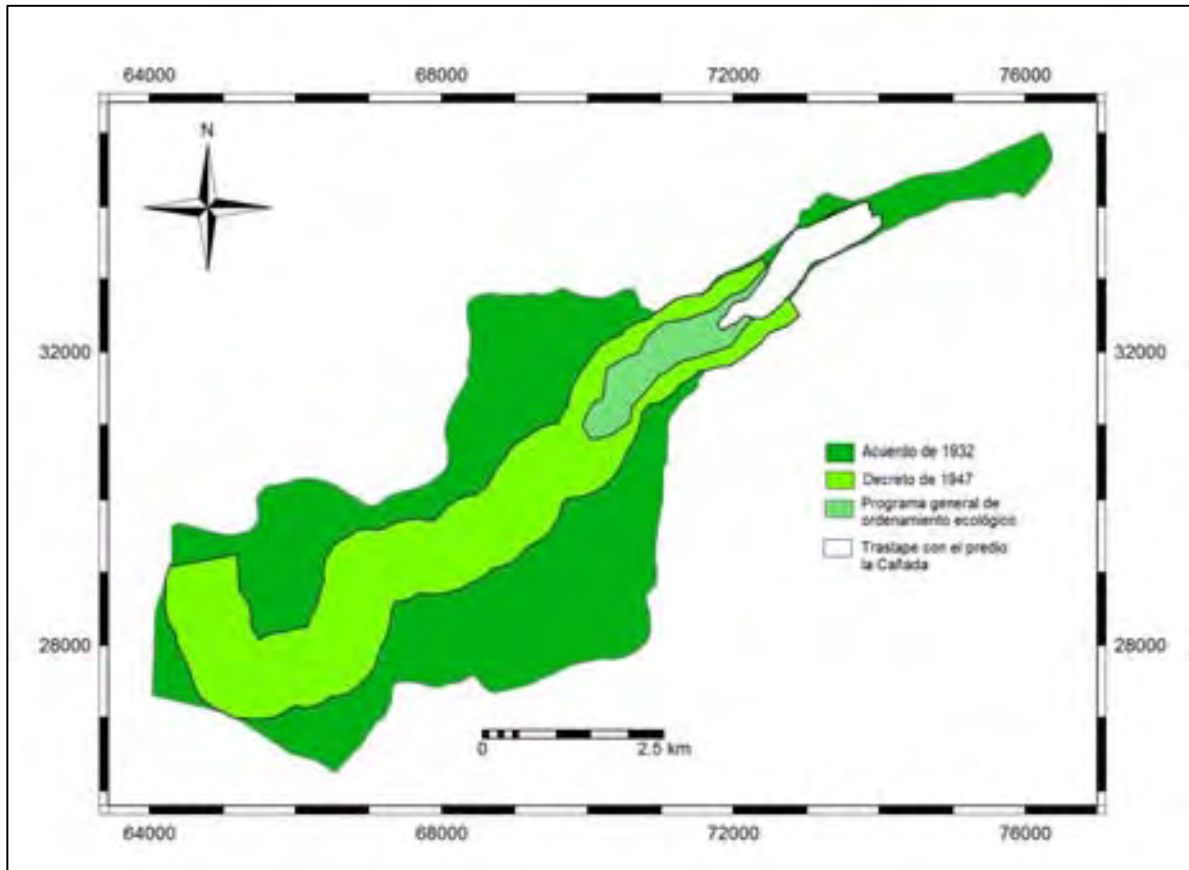 64000 68000 72000 76000
N
32000 32000
Acuerdo de 1932
Decreto de 1947
Programa general de
ordenamiento ecológico
Traslape con el predio
la Cañada
28000 28000
0 2.5 km
64000 68000 72000 76000